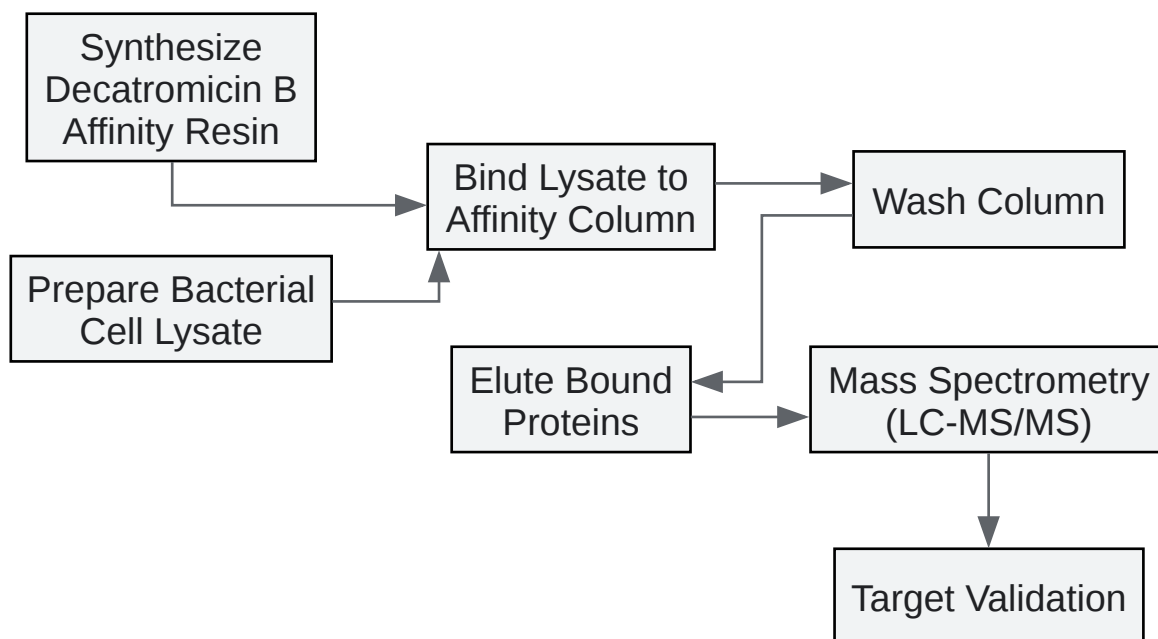 Synthesize
Decatromicin B
Affinity Resin
Bind Lysate to
Affinity Column
Wash Column
Prepare Bacterial
Cell Lysate
Elute Bound
Proteins
Mass Spectrometry
(LC-MS/MS)
Target Validation